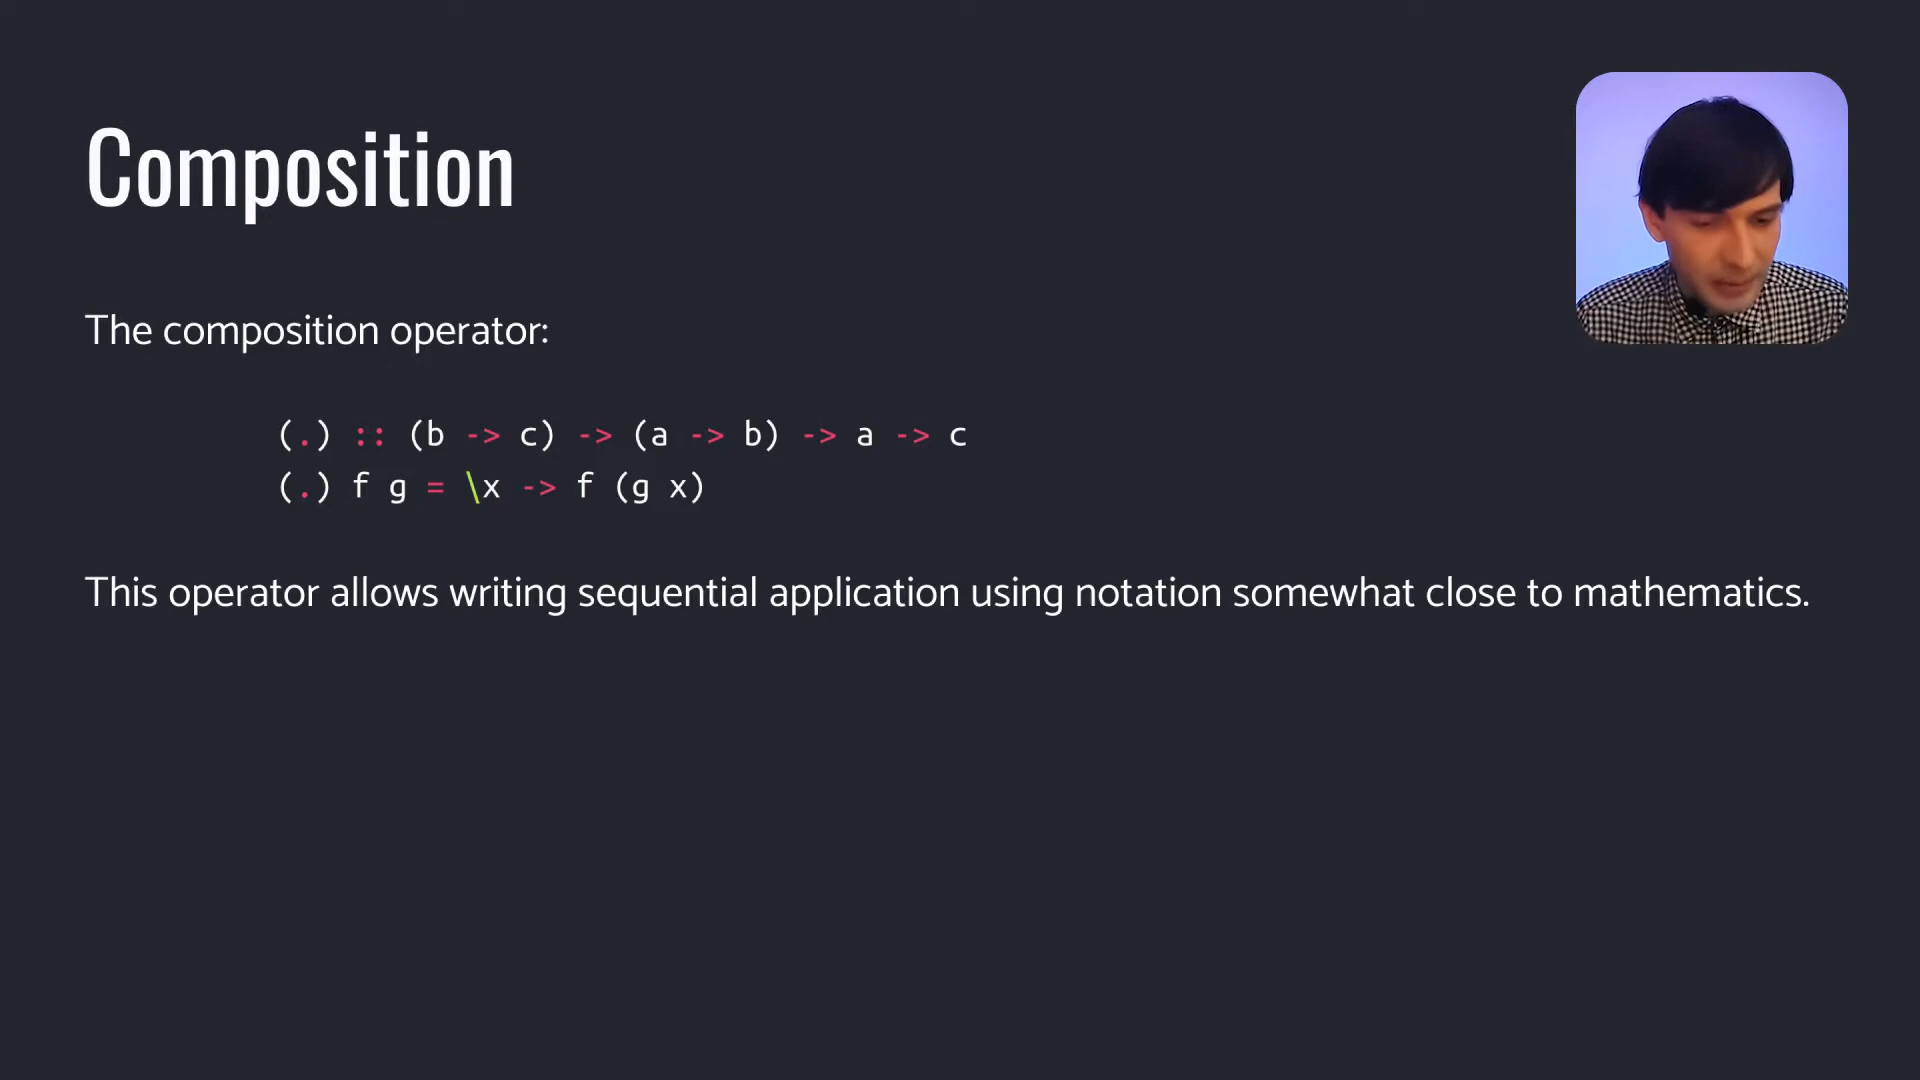 Composition
The composition operator:
(.) :: (b -> c) -> (a -> b) -> a -> c
(.) f g = \x -> f (g x)
This operator allows writing sequential application using notation somewhat close to mathematics.